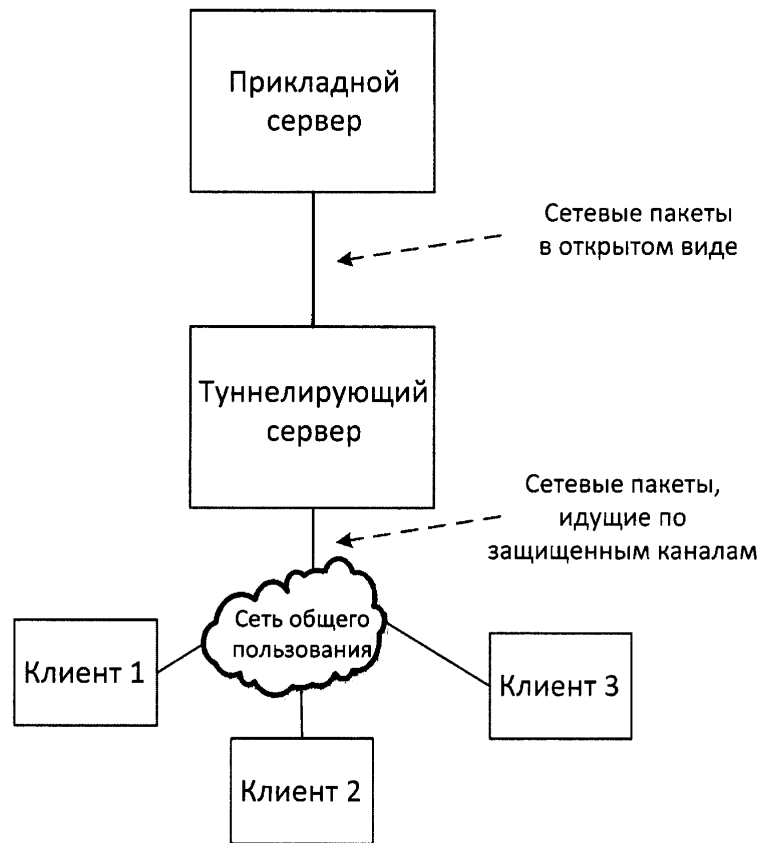 Прикладной
сервер
Сетевые пакеты
в открытом виде
Туннелирующий
сервер
Сетевые пакеты,
идущие по
защищенным каналам
Сеть общего
пользования
Клиент 1
Клиент 3
Клиент 2